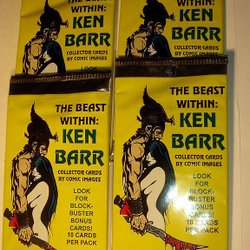 THE BEAST
WITHIN:
KEN
BARR
COLLECTOR CARDS
BY COMIC IMAGES
LOOK
THE BEAST
WITHIN:
KEN
BARR
COLLECTOR CARDS
BY COMIC IMAGES
THE BEAST
WITHIN:
KEN
BARR
COLLECTOR CARDS
BY COMIC IMAGES
LOOK
FOR
BLOCK-
BUSTER
BONUS
CARDS!
10 CARDS
PER PACK
THE BEAST
WITHIN:
KEN
BARR
COLLECTOR CARDS
BY COMIC IMAGES
LOOK
FOR
BLOCK-
BUSTER
BONUS
CARDS!
10 CARDS
PER PACK